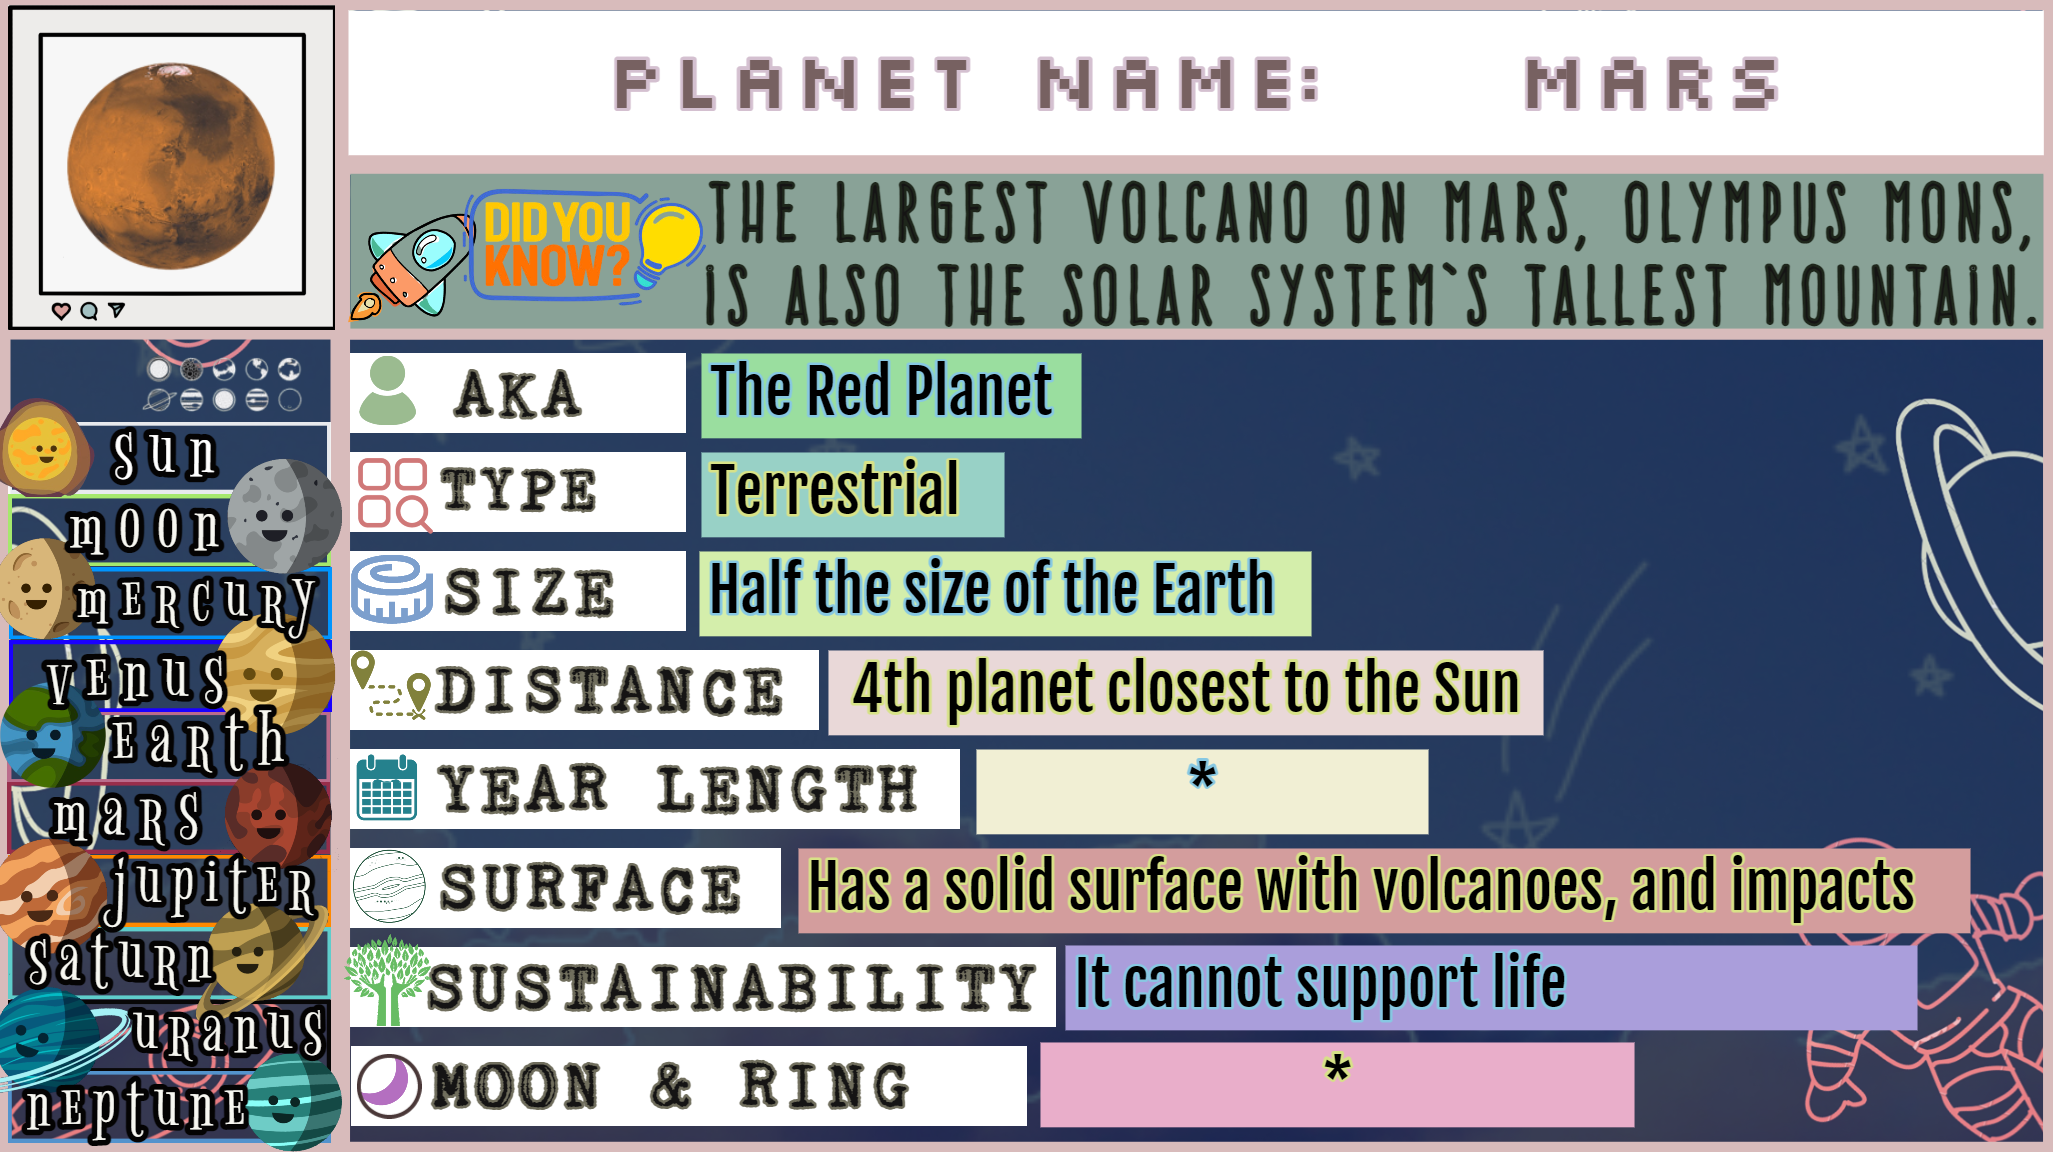 PLANET NAME: MARS
DID YOU
KNOW?
THE LARGEST VOLCANO ON MARS, OLYMPUS MONS,
iS ALSO THE SOLAR SYSTEM`S TALLEST MOUNTAiN.
sun
moon
mERcuRy
vEnus
EaRth
maRs
jupitER
satuRn
uRanus
nEptunE
AKA The Red Planet
TYPE Terrestrial
SIZE Half the size of the Earth
DISTANCE 4th planet closest to the Sun
YEAR LENGTH *
SURFACE Has a solid surface with volcanoes, and impacts
SUSTAINABILITY It cannot support life
MOON & RING *